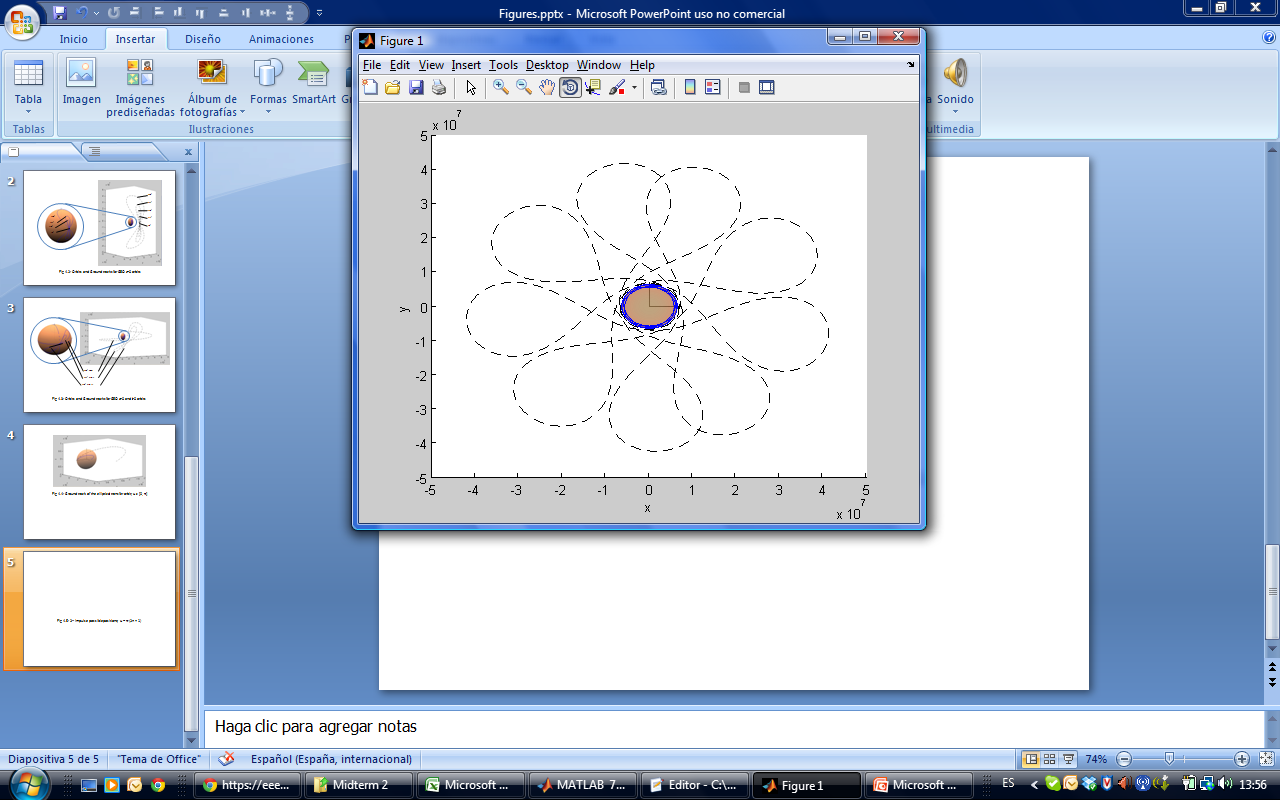 Figures.pptx - Microsoft PowerPoint uso no comercial
Inicio Insertar Diseño Animaciones
Tabla Imagen Imágenes prediseñadas Álbum de fotografías Formas SmartArt Sonido
Tablas Ilustraciones
Figure 1
File Edit View Insert Tools Desktop Window Help
x 10 7
5
4
3
2
1
0
-1
-2
-3
-4
-5
y
-5 -4 -3 -2 -1 0 1 2 3 4 5
x
x 10 7
2
3
4
5
Haga clic para agregar notas
Diapositiva 5 de 5 "Tema de Office" Español (España, internacional) 74%
https://eee... Midterm 2 Microsoft ... MATLAB 7... Editor - C:\... Figure 1 Microsoft ... ES 13:56